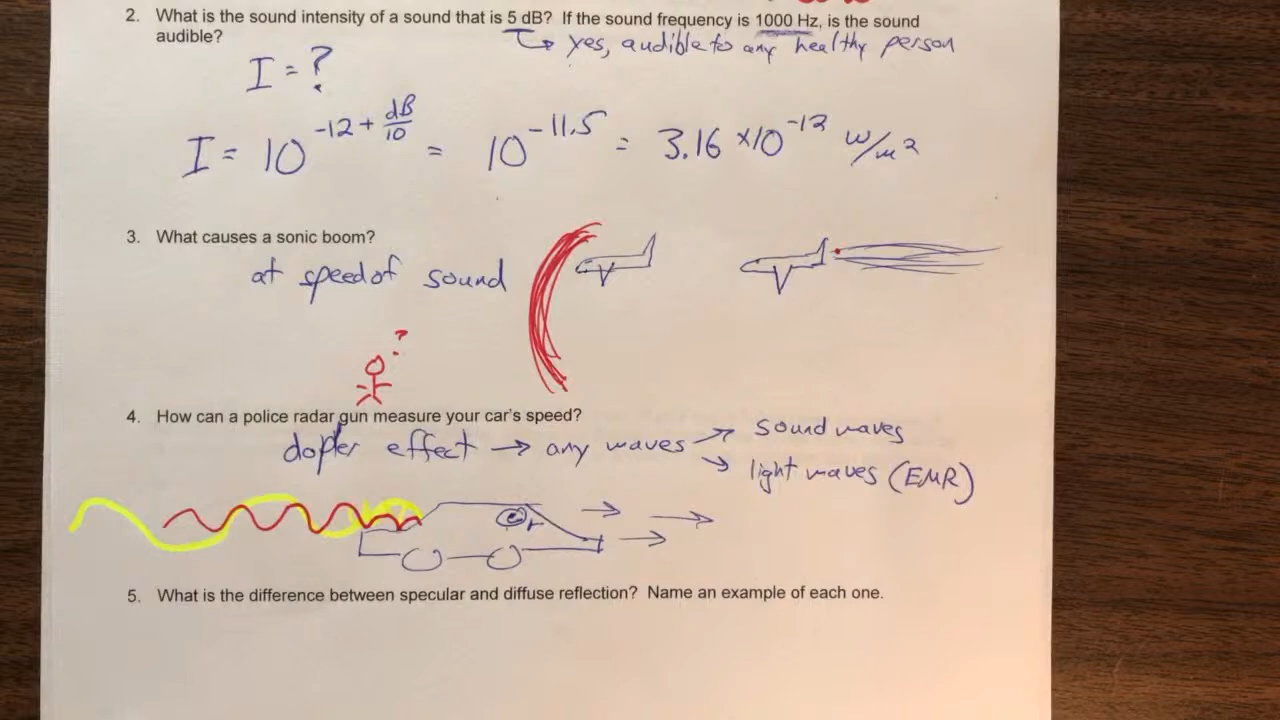 2. What is the sound intensity of a sound that is 5 dB? If the sound frequency is 1000 Hz, is the sound
audible?
yes, audible to any healthy person
I = ?
I = 10^{-12 + dB/10} = 10^{-11.5} = 3.16 × 10^{-12} W/m²
3. What causes a sonic boom?
at speed of sound
?
4. How can a police radar gun measure your car's speed?
dopler effect → any waves → sound waves
→ light waves (EMR)
5. What is the difference between specular and diffuse reflection? Name an example of each one.